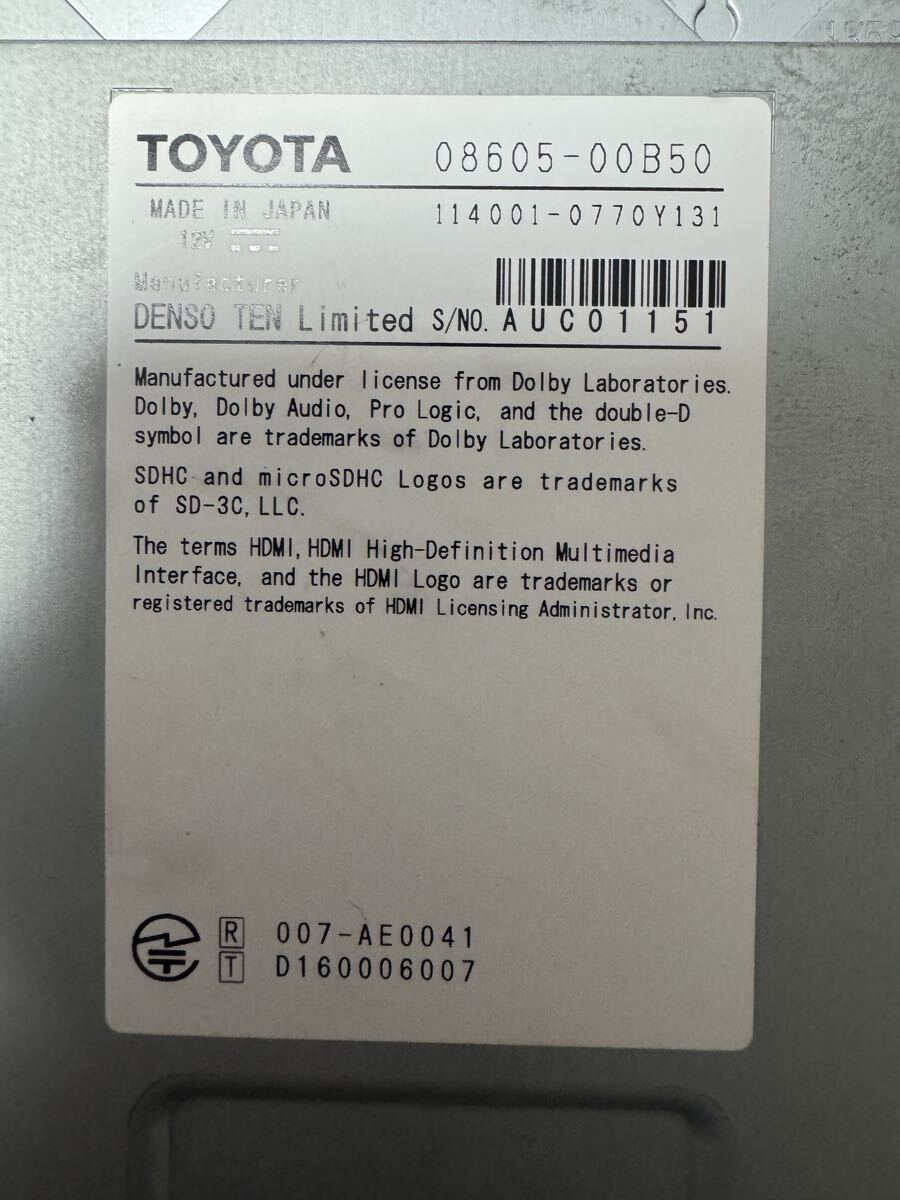 TOYOTA 08605-00B50
MADE IN JAPAN 114001-0770Y131
12V
Manufacturer
DENSO TEN Limited S/NO. AUC01151
Manufactured under license from Dolby Laboratories.
Dolby, Dolby Audio, Pro Logic, and the double-D
symbol are trademarks of Dolby Laboratories.
SDHC and microSDHC Logos are trademarks
of SD-3C, LLC.
The terms HDMI, HDMI High-Definition Multimedia
Interface, and the HDMI Logo are trademarks or
registered trademarks of HDMI Licensing Administrator, Inc.
R 007-AE0041
T D160006007